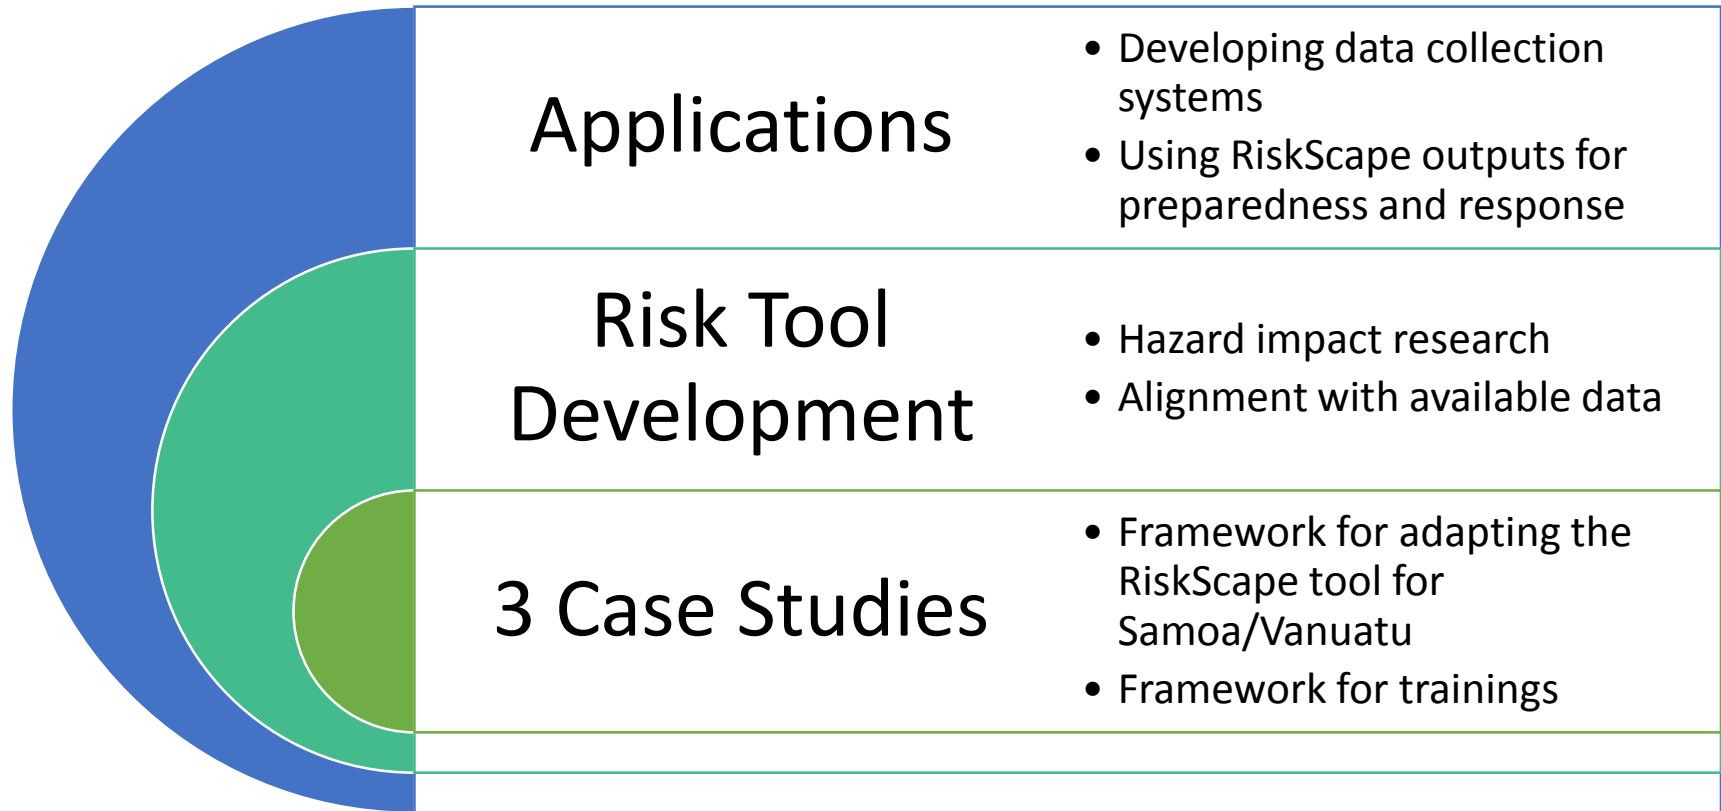 Applications
• Developing data collection
systems
• Using RiskScape outputs for
preparedness and response
Risk Tool
Development
• Hazard impact research
• Alignment with available data
3 Case Studies
• Framework for adapting the
RiskScape tool for
Samoa/Vanuatu
• Framework for trainings